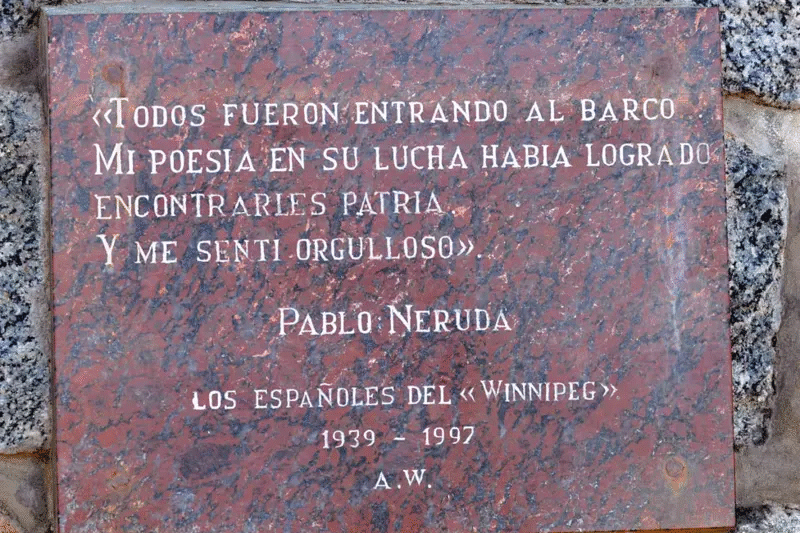 «TODOS FUERON ENTRANDO AL BARCO
MI POESIA EN SU LUCHA HABIA LOGRADO
ENCONTRARLES PATRIA.
Y ME SENTI ORGULLOSO».
PABLO NERUDA
LOS ESPAÑOLES DEL «WINNIPEG»
1939 - 1997
A.W.